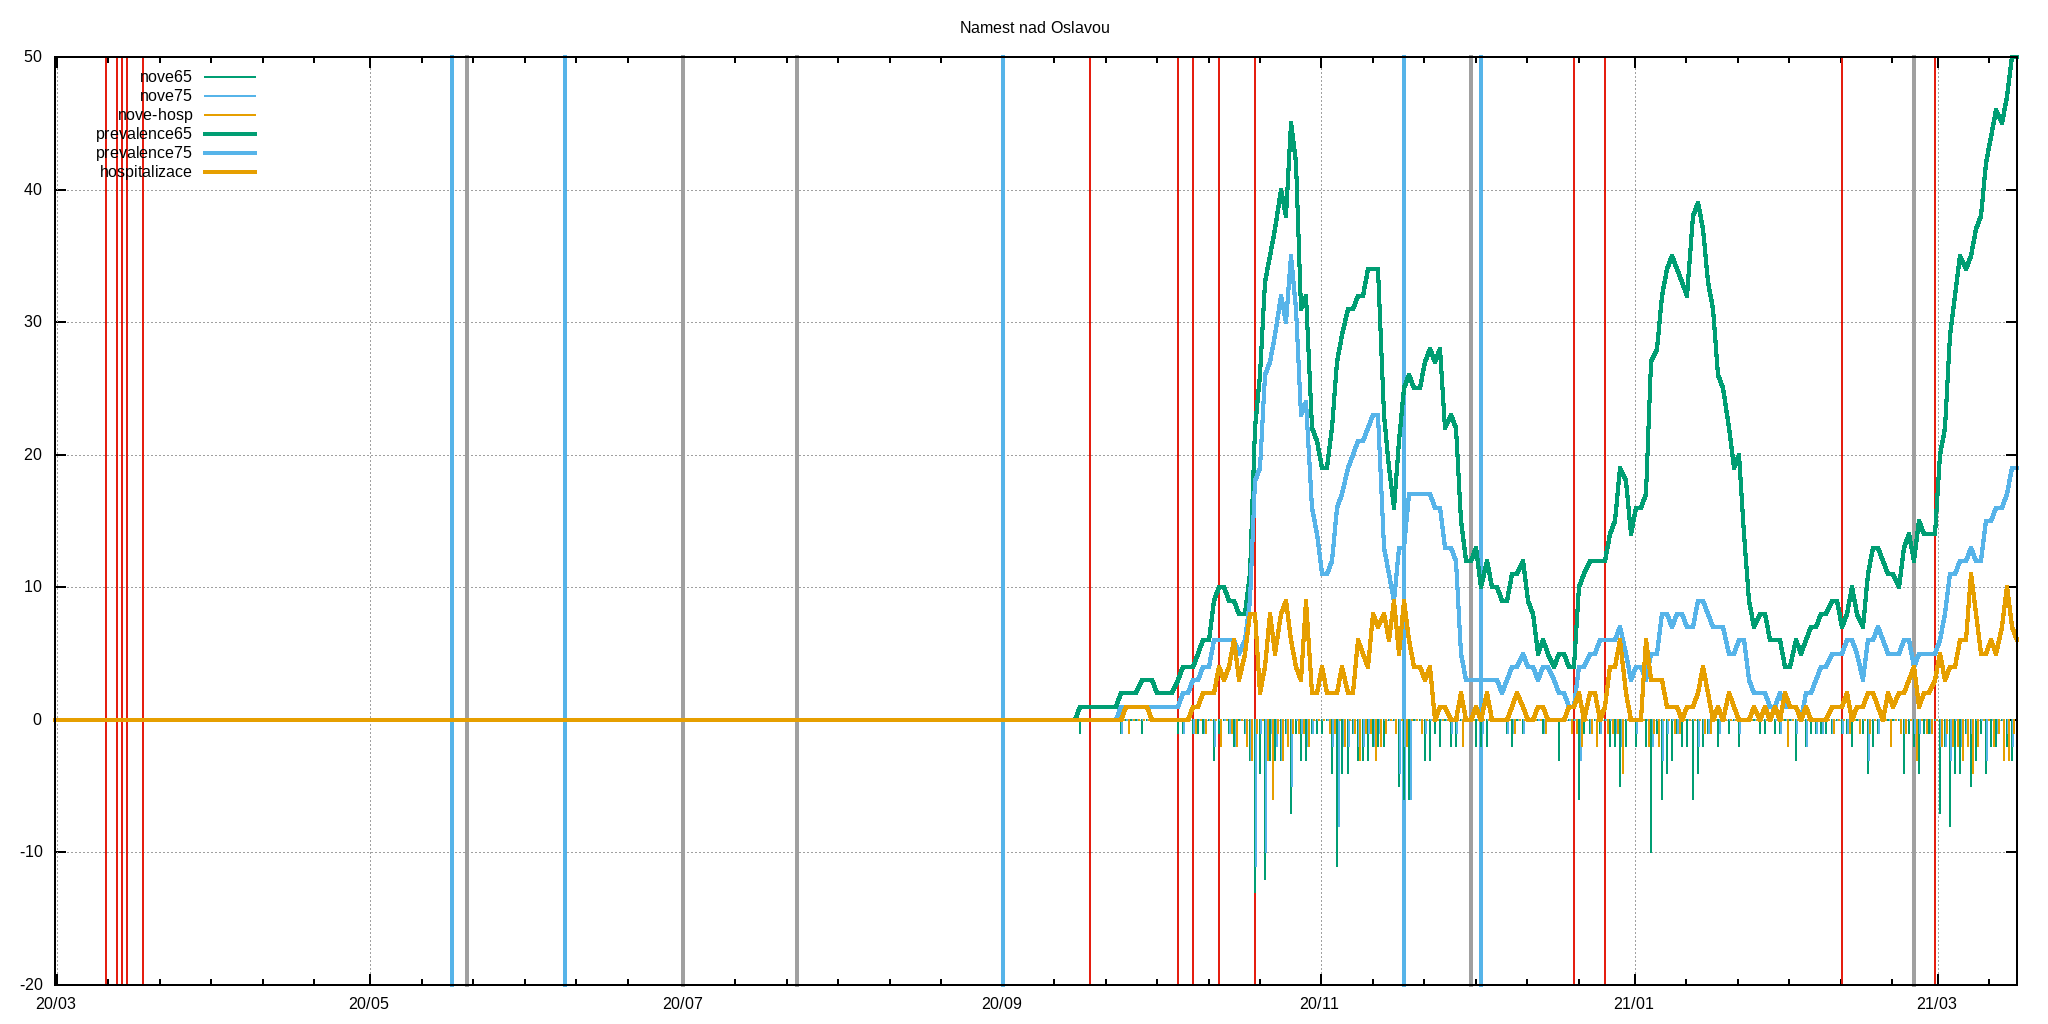 Namest nad Oslavou
50
nove65
nove75
nove-hosp
prevalence65
prevalence75
hospitalizace
40
30
20
10
0
-10
-20
20/03 20/05 20/07 20/09 20/11 21/01 21/03